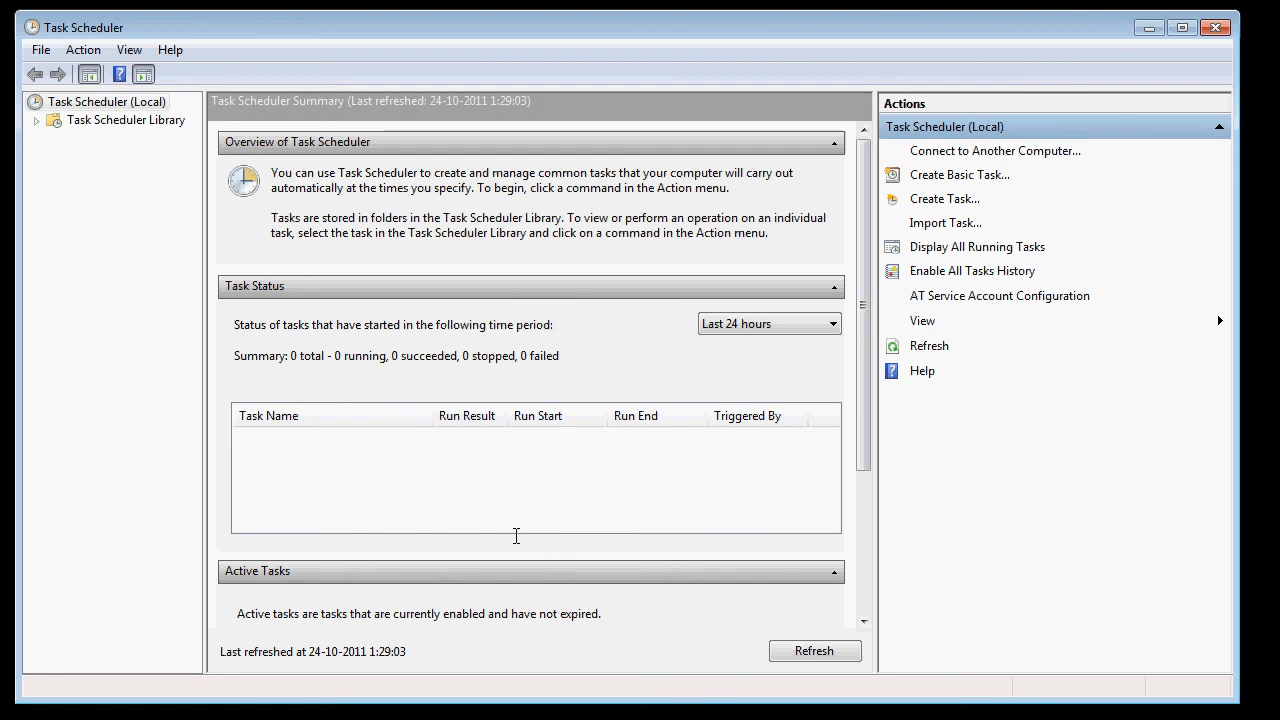 Task Scheduler
File Action View Help
Task Scheduler (Local)
Task Scheduler Library
Task Scheduler Summary (Last refreshed: 24-10-2011 1:29:03)
Overview of Task Scheduler
You can use Task Scheduler to create and manage common tasks that your computer will carry out
automatically at the times you specify. To begin, click a command in the Action menu.
Tasks are stored in folders in the Task Scheduler Library. To view or perform an operation on an individual
task, select the task in the Task Scheduler Library and click on a command in the Action menu.
Task Status
Status of tasks that have started in the following time period:
Last 24 hours
Summary: 0 total - 0 running, 0 succeeded, 0 stopped, 0 failed
Task Name Run Result Run Start Run End Triggered By
Active Tasks
Active tasks are tasks that are currently enabled and have not expired.
Last refreshed at 24-10-2011 1:29:03
Refresh
Actions
Task Scheduler (Local)
Connect to Another Computer...
Create Basic Task...
Create Task...
Import Task...
Display All Running Tasks
Enable All Tasks History
AT Service Account Configuration
View
Refresh
Help